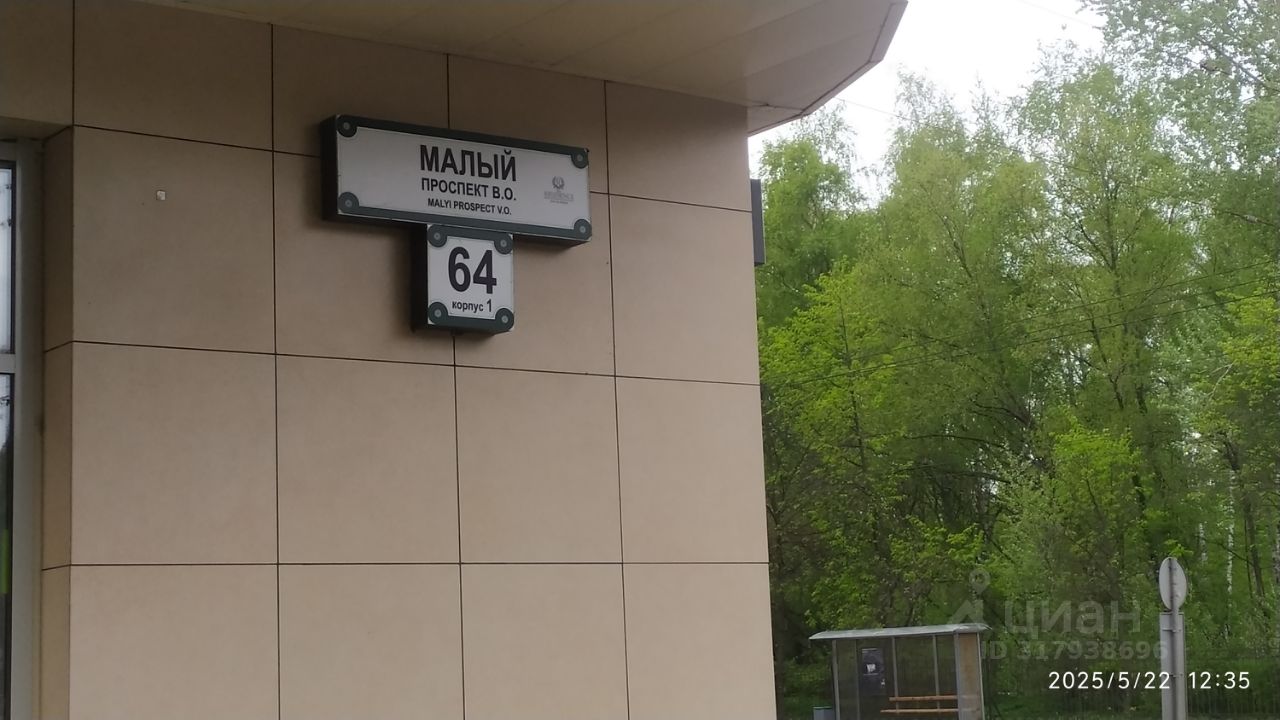 МАЛЫЙ
ПРОСПЕКТ В.О.
MALYI PROSPECT V.O.
64
корпус 1
циан
ID 317938696
2025/5/22 12:35